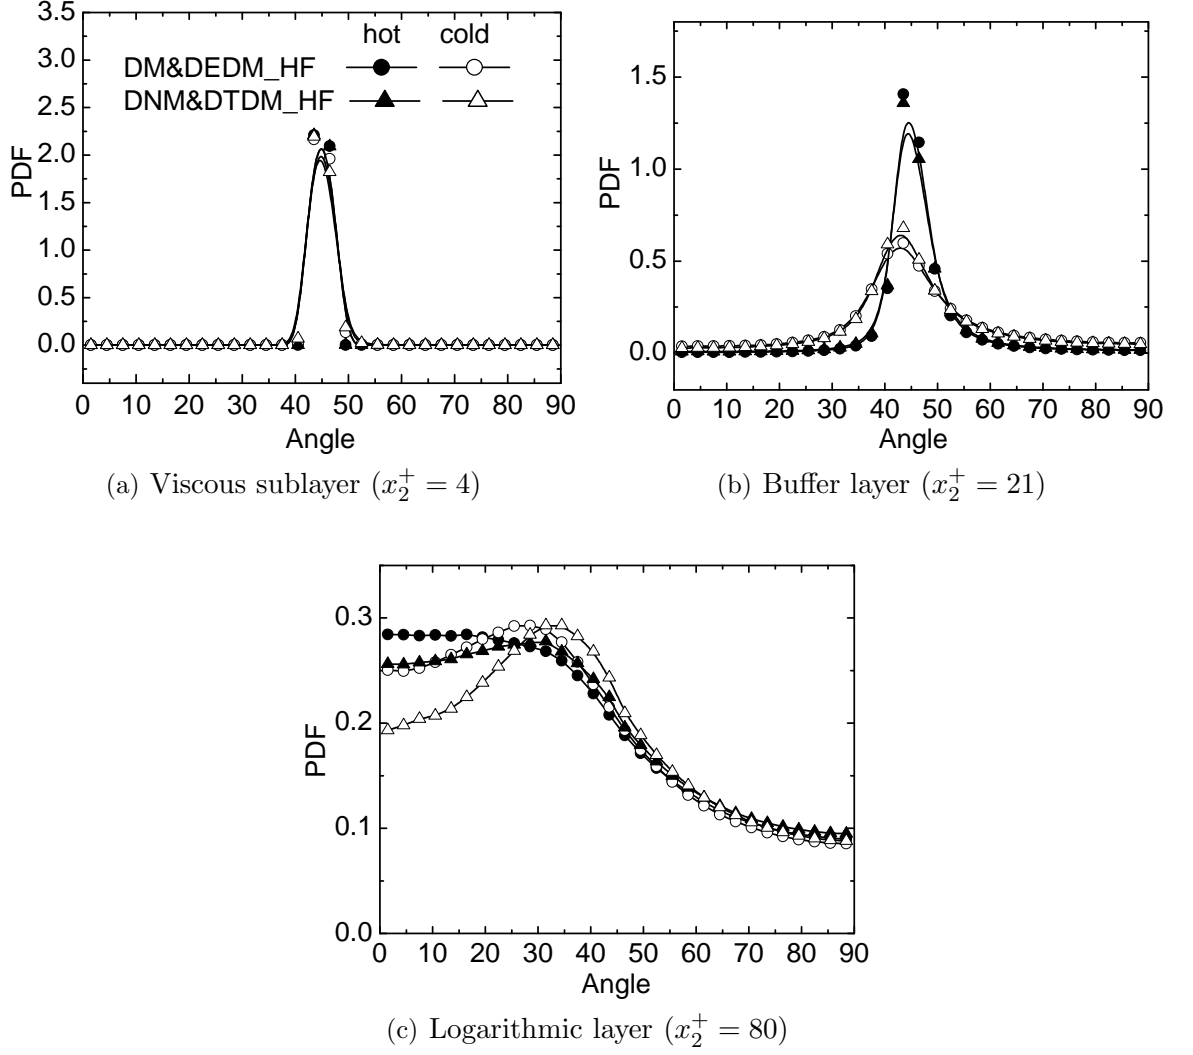 hot cold
DM&DEDM_HF
DNM&DTDM_HF
3.5
3.0
2.5
2.0
1.5
1.0
0.5
0.0
PDF
0 10 20 30 40 50 60 70 80 90
Angle
(a) Viscous sublayer (x₂⁺ = 4)
1.5
1.0
0.5
0.0
PDF
0 10 20 30 40 50 60 70 80 90
Angle
(b) Buffer layer (x₂⁺ = 21)
0.3
0.2
0.1
0.0
PDF
0 10 20 30 40 50 60 70 80 90
Angle
(c) Logarithmic layer (x₂⁺ = 80)